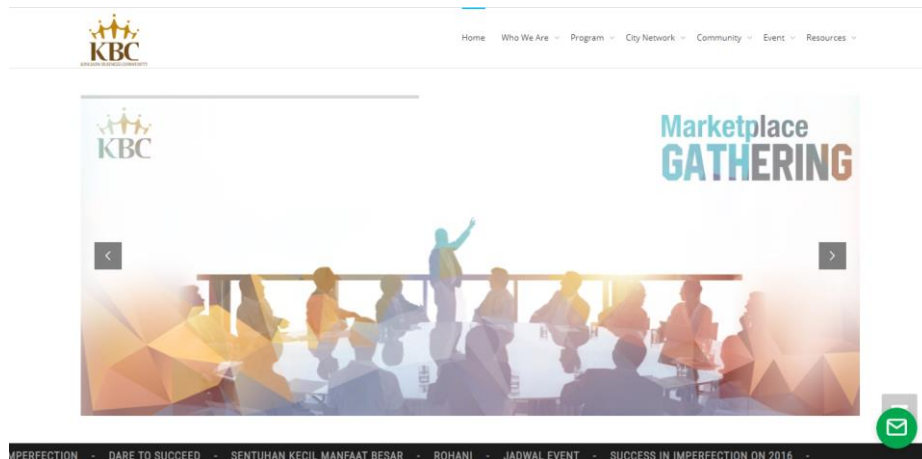 KBC
Home Who We Are Program City Network Community Event Resources
KBC
Marketplace
GATHERING
MPERFECTION - DARE TO SUCCEED - SENTUHAN KECIL MANFAAT BESAR - ROHANI - JADWAL EVENT - SUCCESS IN IMPERFECTION ON 2016 -